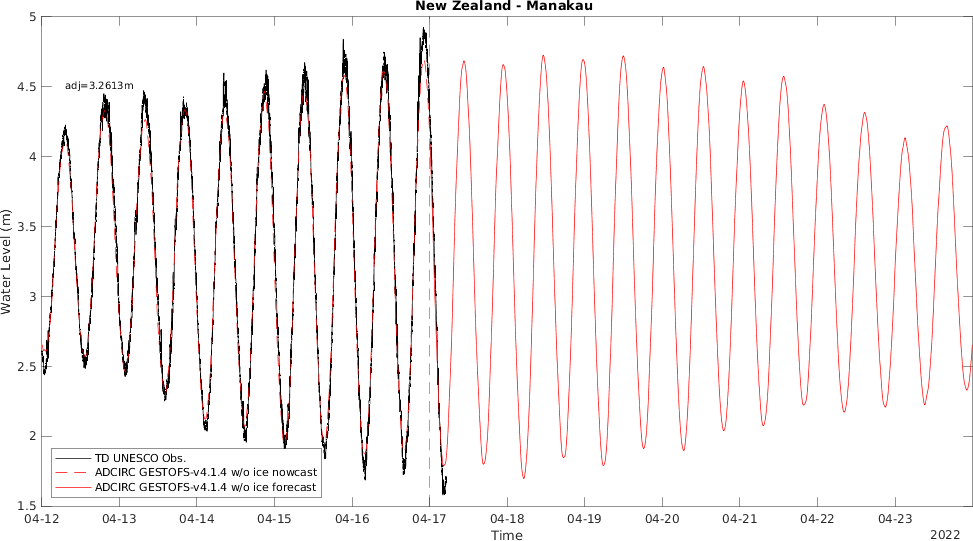 New Zealand - Manakau
5
4.5
4
3.5
3
2.5
2
1.5
Water Level (m)
adj=3.2613m
TD UNESCO Obs.
ADCIRC GESTOFS-v4.1.4 w/o ice nowcast
ADCIRC GESTOFS-v4.1.4 w/o ice forecast
04-12 04-13 04-14 04-15 04-16 04-17 04-18 04-19 04-20 04-21 04-22 04-23
Time
2022